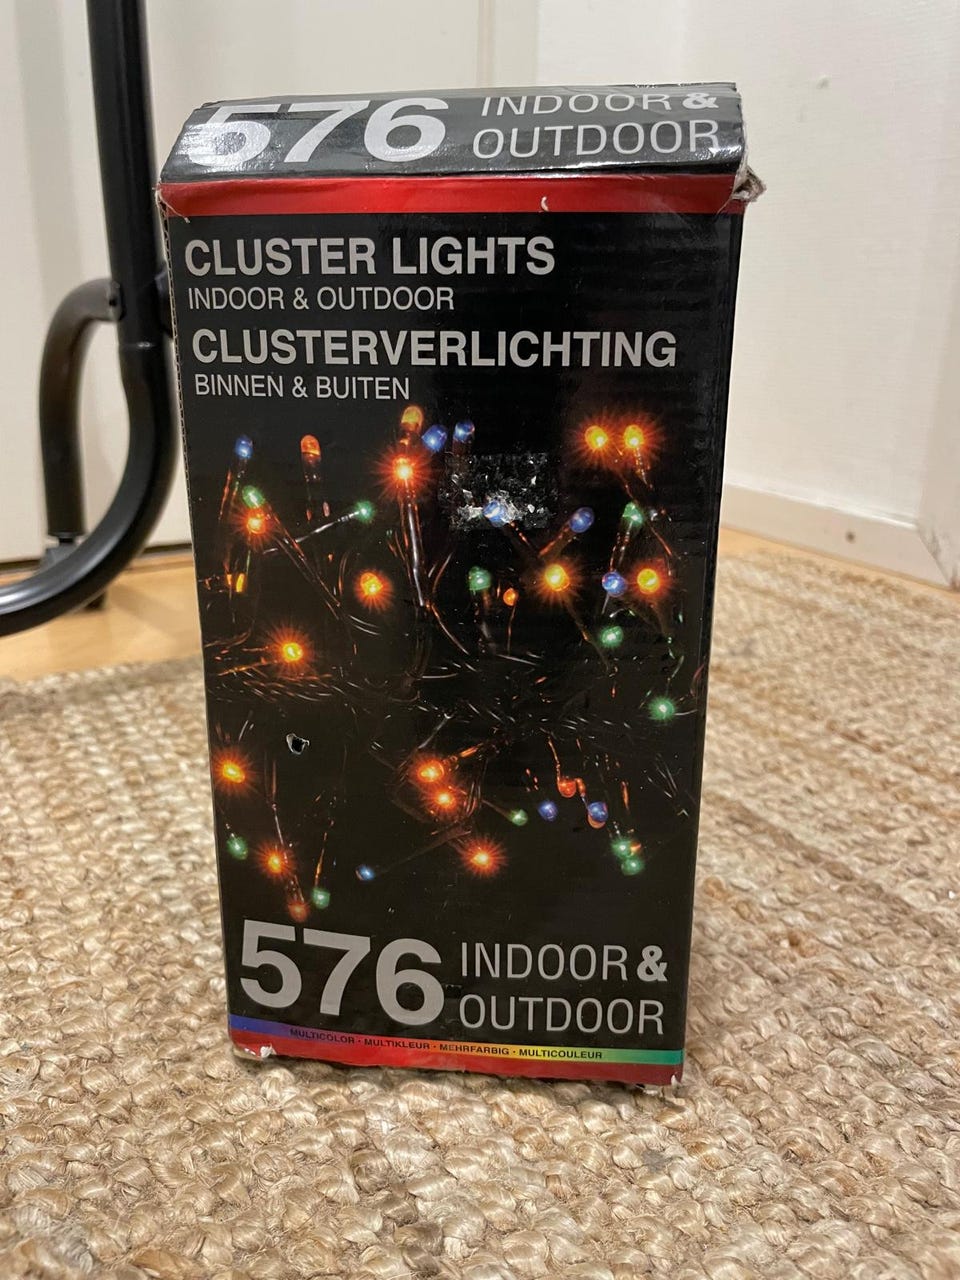 576 INDOOR &
OUTDOOR
CLUSTER LIGHTS
INDOOR & OUTDOOR
CLUSTERVERLICHTING
BINNEN & BUITEN
576 INDOOR &
OUTDOOR
MULTICOLOR · MULTIKLEUR · MEHRFARBIG · MULTICOULEUR